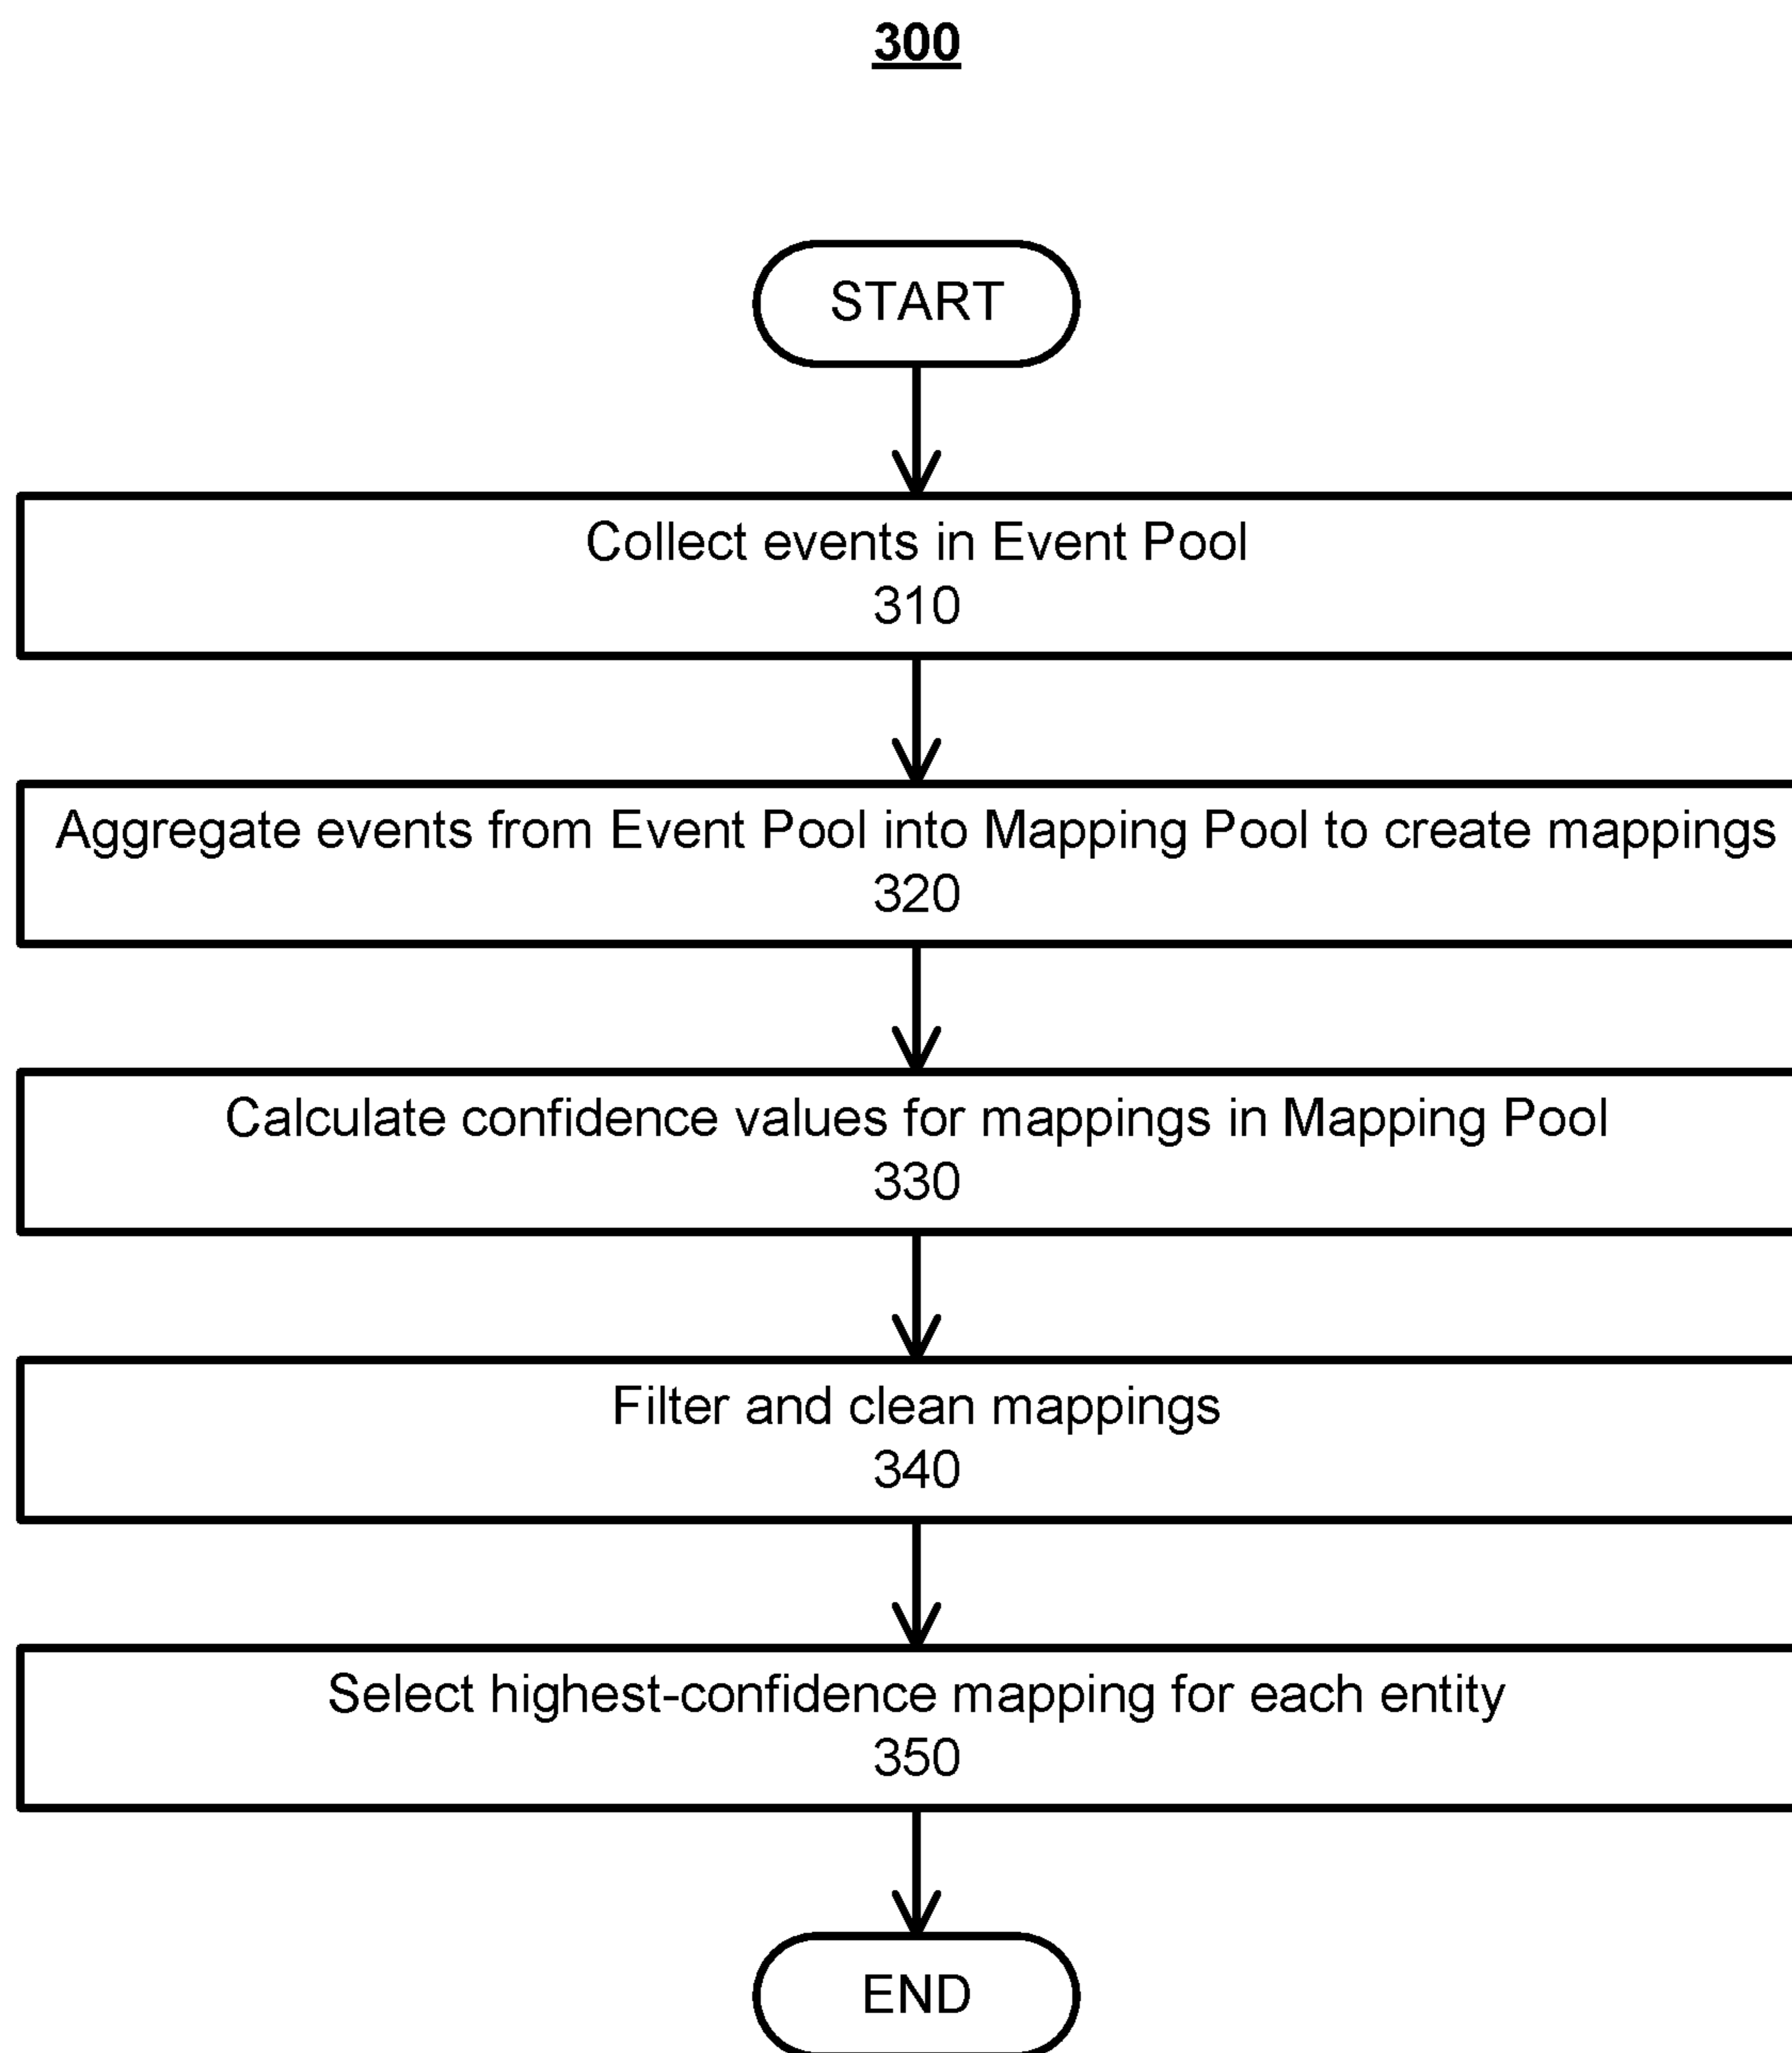 300
START
Collect events in Event Pool
310
Aggregate events from Event Pool into Mapping Pool to create mappings
320
Calculate confidence values for mappings in Mapping Pool
330
Filter and clean mappings
340
Select highest-confidence mapping for each entity
350
END